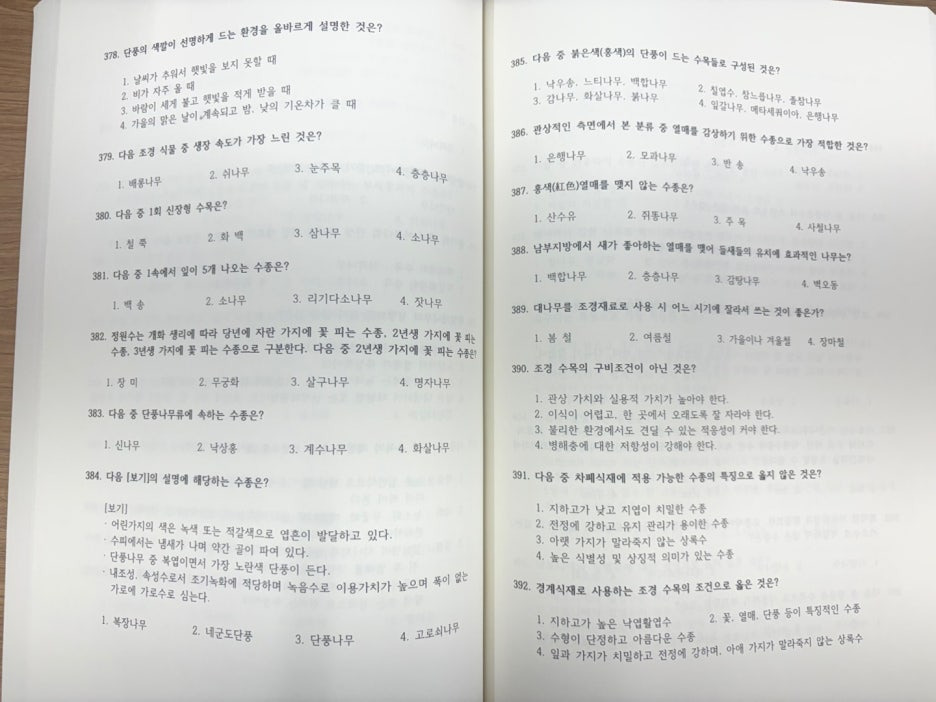 378. 단풍의 색깔이 선명하게 드는 환경을 올바르게 설명한 것은?
1. 날씨가 추워서 햇빛을 보지 못할 때
2. 비가 자주 올 때
3. 바람이 세게 불고 햇빛을 적게 받을 때
4. 가을의 맑은 날이 계속되고 밤, 낮의 기온차가 클 때
379. 다음 조경 식물 중 생장 속도가 가장 느린 것은?
1. 배롱나무 2. 쉬나무 3. 눈주목 4. 층층나무
380. 다음 중 1회 신장형 수목은?
1. 철 쭉 2. 화 백 3. 삼나무 4. 소나무
381. 다음 중 1속에서 잎이 5개 나오는 수종은?
1. 백 송 2. 소나무 3. 리기다소나무 4. 잣나무
382. 정원수는 개화 생리에 따라 당년에 자란 가지에 꽃 피는 수종, 2년생 가지에 꽃 피는
수종, 3년생 가지에 꽃 피는 수종으로 구분한다. 다음 중 2년생 가지에 꽃 피는 수종은?
1. 장 미 2. 무궁화 3. 살구나무 4. 명자나무
383. 다음 중 단풍나무류에 속하는 수종은?
1. 신나무 2. 낙상홍 3. 계수나무 4. 화살나무
384. 다음 [보기]의 설명에 해당하는 수종은?
[보기]
· 어린가지의 색은 녹색 또는 적갈색으로 엽흔이 발달하고 있다.
· 수피에서는 냄새가 나며 약간 골이 파여 있다.
· 단풍나무 중 복엽이면서 가장 노란색 단풍이 든다.
· 내조성, 속성수로서 조기녹화에 적당하며 녹음수로 이용가치가 높으며 폭이 없는
가로에 가로수로 심는다.
1. 복장나무 2. 네군도단풍 3. 단풍나무 4. 고로쇠나무
385. 다음 중 붉은색(홍색)의 단풍이 드는 수목들로 구성된 것은?
1. 낙우송, 느티나무, 백합나무 2. 칠엽수, 참느릅나무, 졸참나무
3. 감나무, 화살나무, 붉나무 4. 잎갈나무, 메타세쿼이아, 은행나무
386. 관상적인 측면에서 본 분류 중 열매를 감상하기 위한 수종으로 가장 적합한 것은?
1. 은행나무 2. 모과나무 3. 반 송 4. 낙우송
387. 홍색(紅色)열매를 맺지 않는 수종은?
1. 산수유 2. 쥐똥나무 3. 주 목 4. 사철나무
388. 남부지방에서 새가 좋아하는 열매를 맺어 들새들의 유치에 효과적인 나무는?
1. 백합나무 2. 층층나무 3. 감탕나무 4. 벽오동
389. 대나무를 조경재료로 사용 시 어느 시기에 잘라서 쓰는 것이 좋은가?
1. 봄 철 2. 여름철 3. 가을이나 겨울철 4. 장마철
390. 조경 수목의 구비조건이 아닌 것은?
1. 관상 가치와 실용적 가치가 높아야 한다.
2. 이식이 어렵고, 한 곳에서 오래도록 잘 자라야 한다.
3. 불리한 환경에서도 견딜 수 있는 적응성이 커야 한다.
4. 병해충에 대한 저항성이 강해야 한다.
391. 다음 중 차폐식재에 적용 가능한 수종의 특징으로 옳지 않은 것은?
1. 지하고가 낮고 지엽이 치밀한 수종
2. 전정에 강하고 유지 관리가 용이한 수종
3. 아랫 가지가 말라죽지 않는 상록수
4. 높은 식별성 및 상징적 의미가 있는 수종
392. 경계식재로 사용하는 조경 수목의 조건으로 옳은 것은?
1. 지하고가 높은 낙엽활엽수 2. 꽃, 열매, 단풍 등이 특징적인 수종
3. 수형이 단정하고 아름다운 수종
4. 잎과 가지가 치밀하고 전정에 강하며, 아애 가지가 말라죽지 않는 상록수